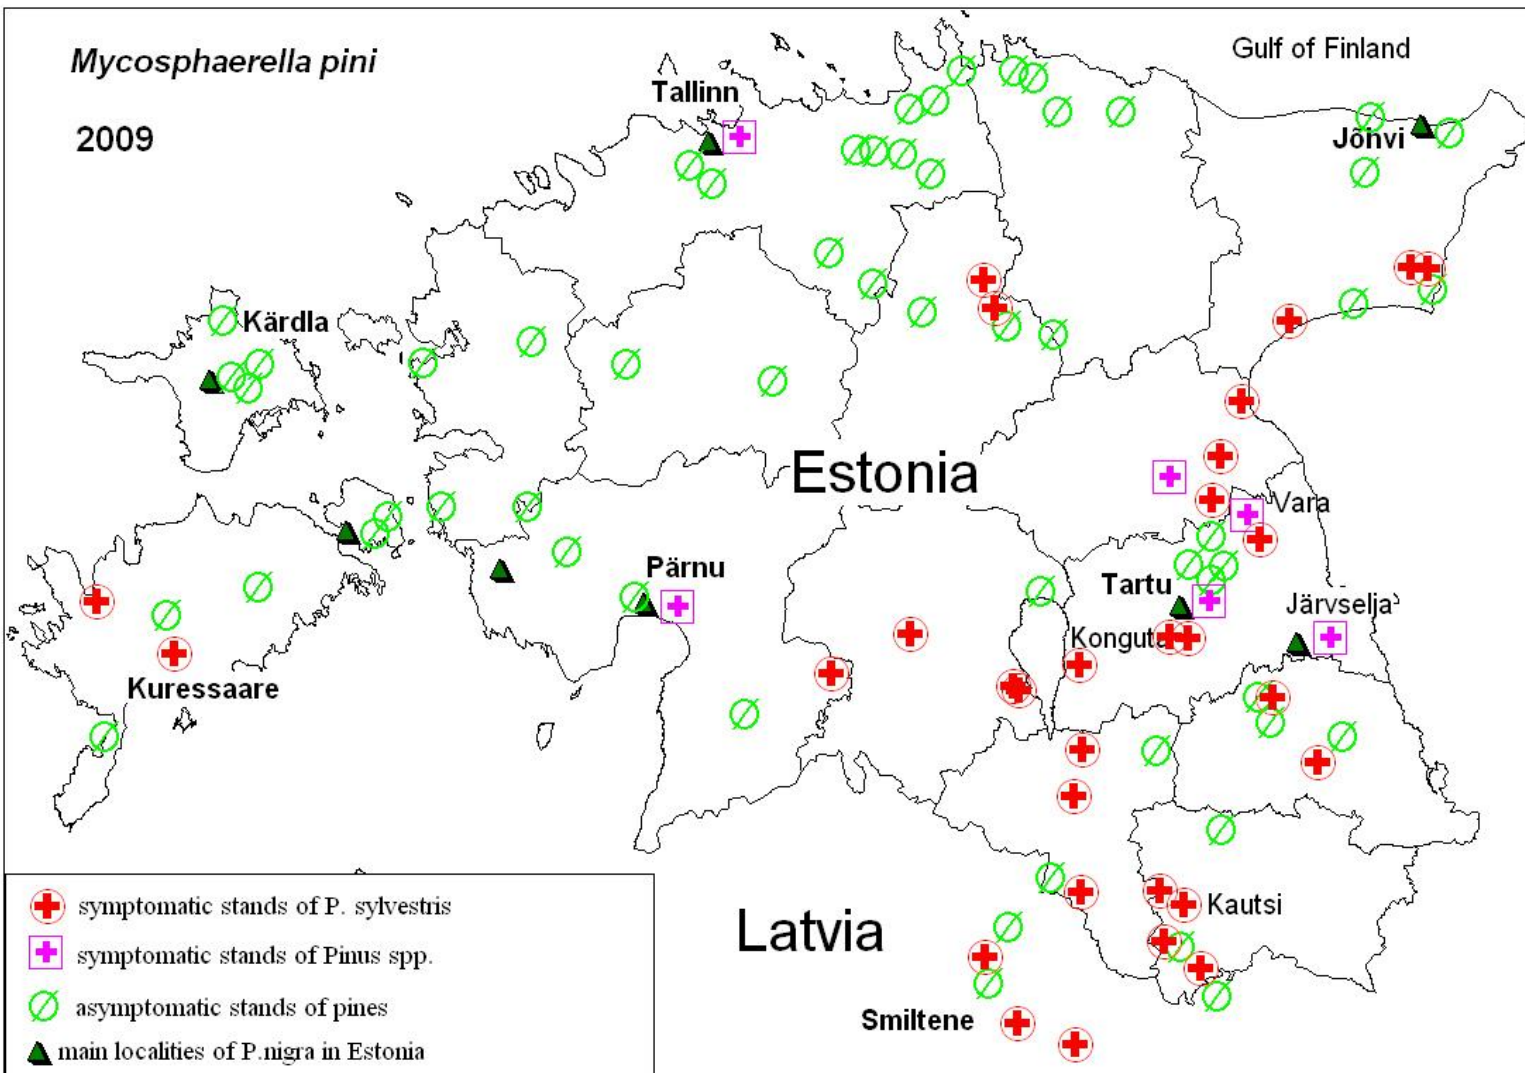 Mycosphaerella pini
2009
Gulf of Finland
Tallinn
Jõhvi
Kärdla
Estonia
Vara
Pärnu
Tartu
Järvselja
Konguta
Kuressaare
Kautsi
Latvia
Smiltene
symptomatic stands of P. sylvestris
symptomatic stands of Pinus spp.
asymptomatic stands of pines
main localities of P.nigra in Estonia